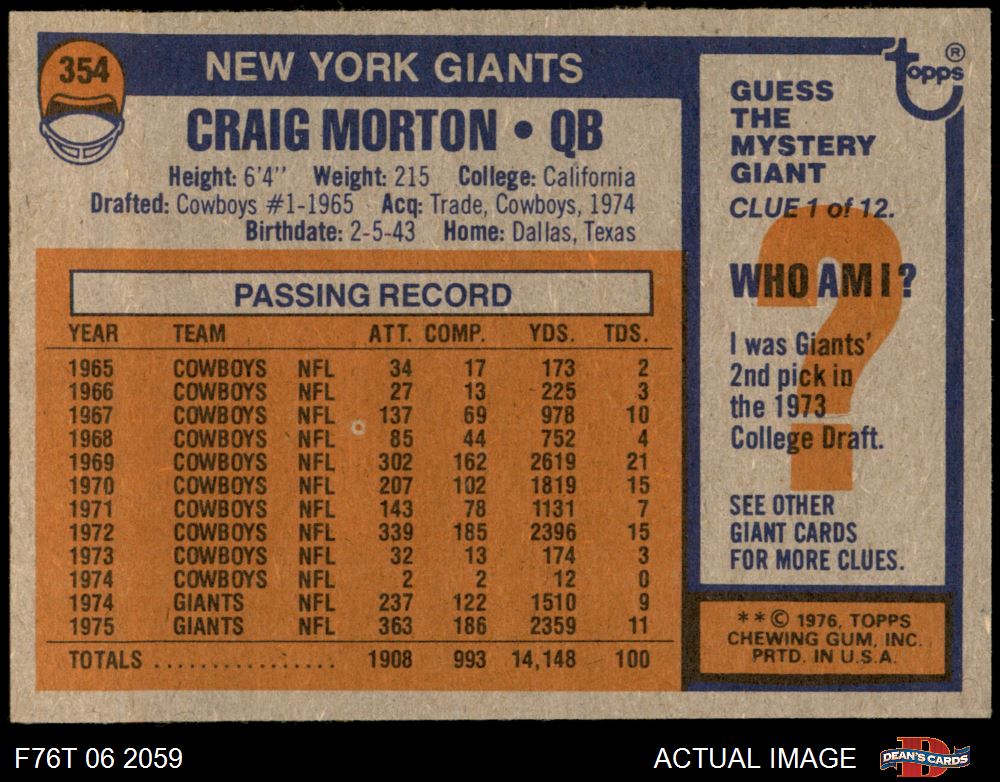 354
NEW YORK GIANTS
CRAIG MORTON • QB
Height: 6'4" Weight: 215 College: California
Drafted: Cowboys #1-1965 Acq: Trade, Cowboys, 1974
Birthdate: 2-5-43 Home: Dallas, Texas
PASSING RECORD
YEAR TEAM ATT. COMP. YDS. TDS.
1965 COWBOYS NFL 34 17 173 2
1966 COWBOYS NFL 27 13 225 3
1967 COWBOYS NFL 137 69 978 10
1968 COWBOYS NFL 85 44 752 4
1969 COWBOYS NFL 302 162 2619 21
1970 COWBOYS NFL 207 102 1819 15
1971 COWBOYS NFL 143 78 1131 7
1972 COWBOYS NFL 339 185 2396 15
1973 COWBOYS NFL 32 13 174 3
1974 COWBOYS NFL 2 2 12 0
1974 GIANTS NFL 237 122 1510 9
1975 GIANTS NFL 363 186 2359 11
TOTALS ................ 1908 993 14,148 100
topps ®
GUESS
THE
MYSTERY
GIANT
CLUE 1 of 12.
WHO AM I?
I was Giants'
2nd pick in
the 1973
College Draft.
SEE OTHER
GIANT CARDS
FOR MORE CLUES.
**© 1976, TOPPS
CHEWING GUM, INC.
PRTD. IN U.S.A.
F76T 06 2059
ACTUAL IMAGE
DEAN'S CARDS